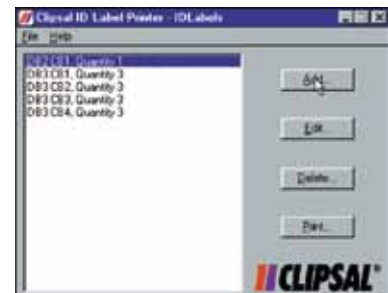 Clipsal ID Label Printer - IDLabels
File Help
DB2 CB1, Quantity 1
DB3 CB1, Quantity 3
DB3 CB2, Quantity 3
DB3 CB3, Quantity 3
DB3 CB4, Quantity 3
Add...
Edit...
Delete...
Print...
CLIPSAL®